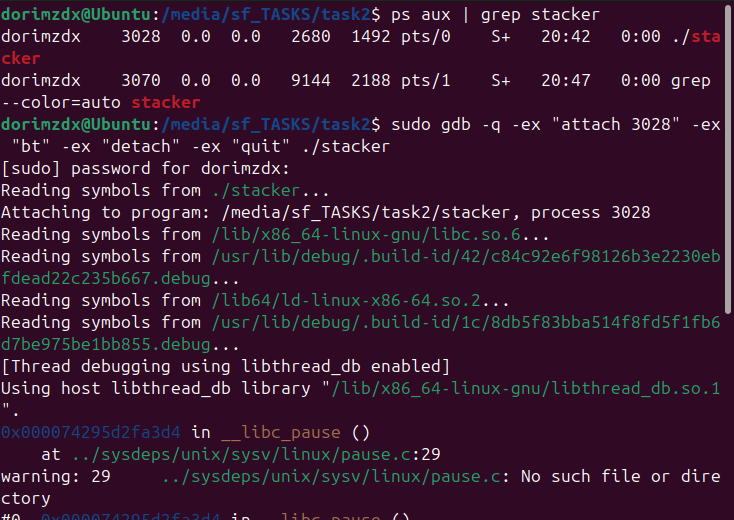 dorimzdx@Ubuntu:/media/sf_TASKS/task2$ ps aux | grep stacker
dorimzdx    3028  0.0  0.0   2680  1492 pts/0    S+   20:42   0:00 ./sta
cker
dorimzdx    3070  0.0  0.0   9144  2188 pts/1    S+   20:47   0:00 grep
--color=auto stacker
dorimzdx@Ubuntu:/media/sf_TASKS/task2$ sudo gdb -q -ex "attach 3028" -ex
 "bt" -ex "detach" -ex "quit" ./stacker
[sudo] password for dorimzdx:
Reading symbols from ./stacker...
Attaching to program: /media/sf_TASKS/task2/stacker, process 3028
Reading symbols from /lib/x86_64-linux-gnu/libc.so.6...
Reading symbols from /usr/lib/debug/.build-id/42/c84c92e6f98126b3e2230eb
fdead22c235b667.debug...
Reading symbols from /lib64/ld-linux-x86-64.so.2...
Reading symbols from /usr/lib/debug/.build-id/1c/8db5f83bba514f8fd5f1fb6
d7be975be1bb855.debug...
[Thread debugging using libthread_db enabled]
Using host libthread_db library "/lib/x86_64-linux-gnu/libthread_db.so.1
".
0x000074295d2fa3d4 in __libc_pause ()
    at ../sysdeps/unix/sysv/linux/pause.c:29
warning: 29     ../sysdeps/unix/sysv/linux/pause.c: No such file or dire
ctory
#0  0x000074295d2fa3d4 in __libc_pause ()